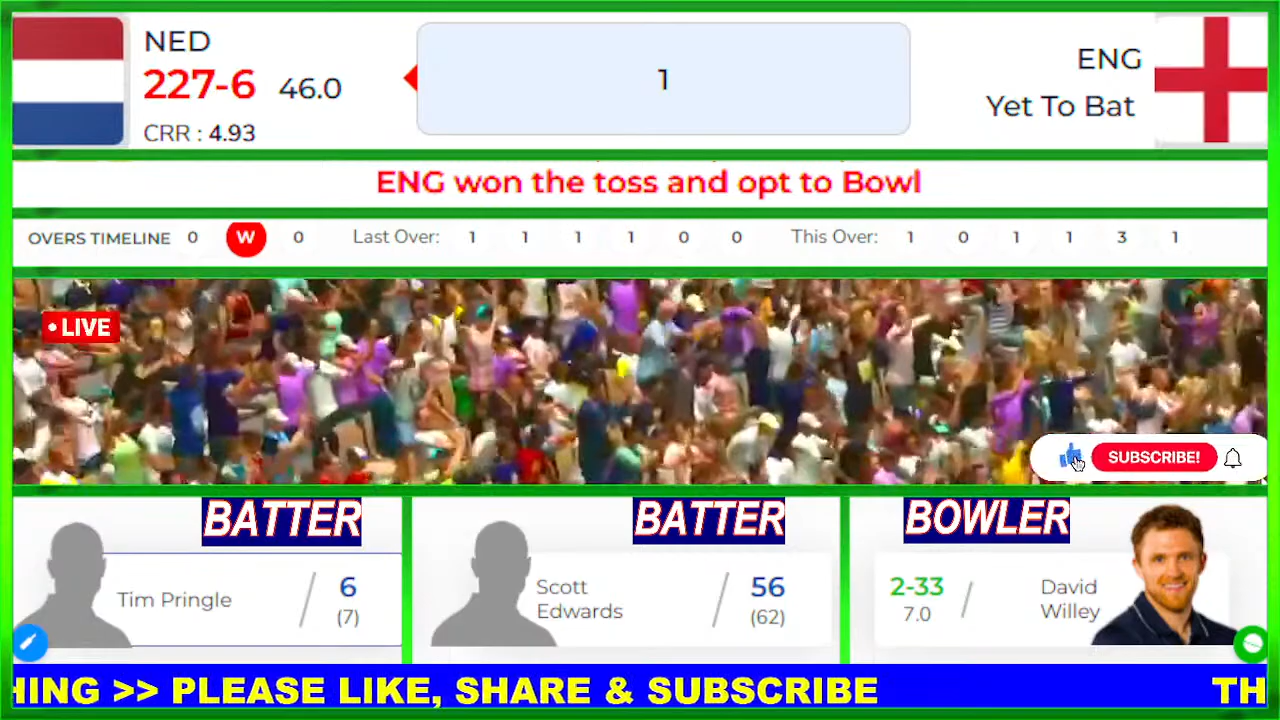 NED
227-6 46.0
CRR : 4.93
1
ENG
Yet To Bat
ENG won the toss and opt to Bowl
OVERS TIMELINE 0 W 0 Last Over: 1 1 1 1 0 0 This Over: 1 0 1 1 3 1
• LIVE
SUBSCRIBE!
BATTER
Tim Pringle / 6
(7)
BATTER
Scott
Edwards / 56
(62)
BOWLER
2-33
7.0 / David
Willey
HING >> PLEASE LIKE, SHARE & SUBSCRIBE TH